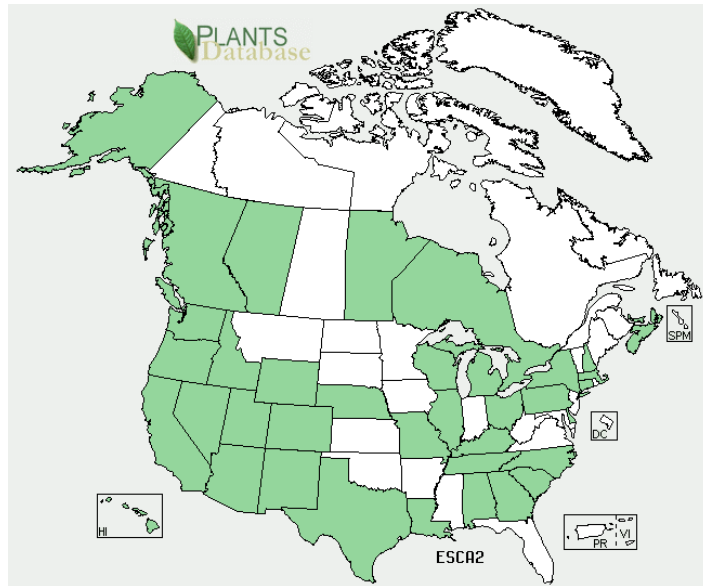 PLANTS
Database
SPM
DC
HI
PR
VI
ESCA2